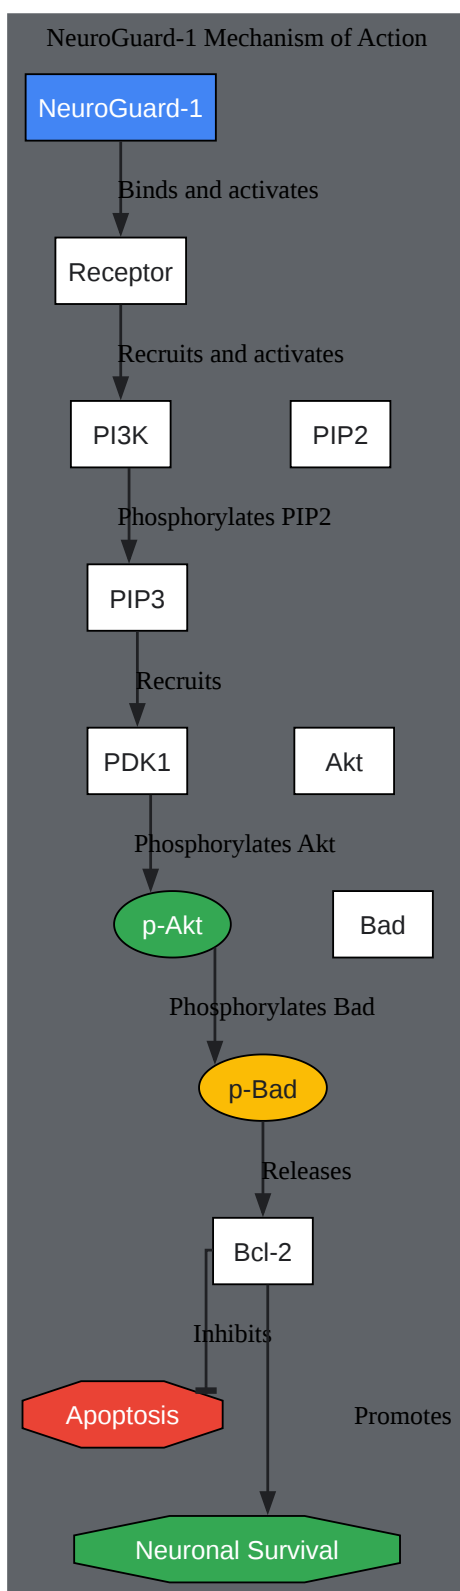 NeuroGuard-1 Mechanism of Action
NeuroGuard-1
Binds and activates
Receptor
Recruits and activates
PI3K
PIP2
Phosphorylates PIP2
PIP3
Recruits
PDK1
Akt
Phosphorylates Akt
p-Akt
Bad
Phosphorylates Bad
p-Bad
Releases
Bcl-2
Inhibits
Apoptosis
Promotes
Neuronal Survival